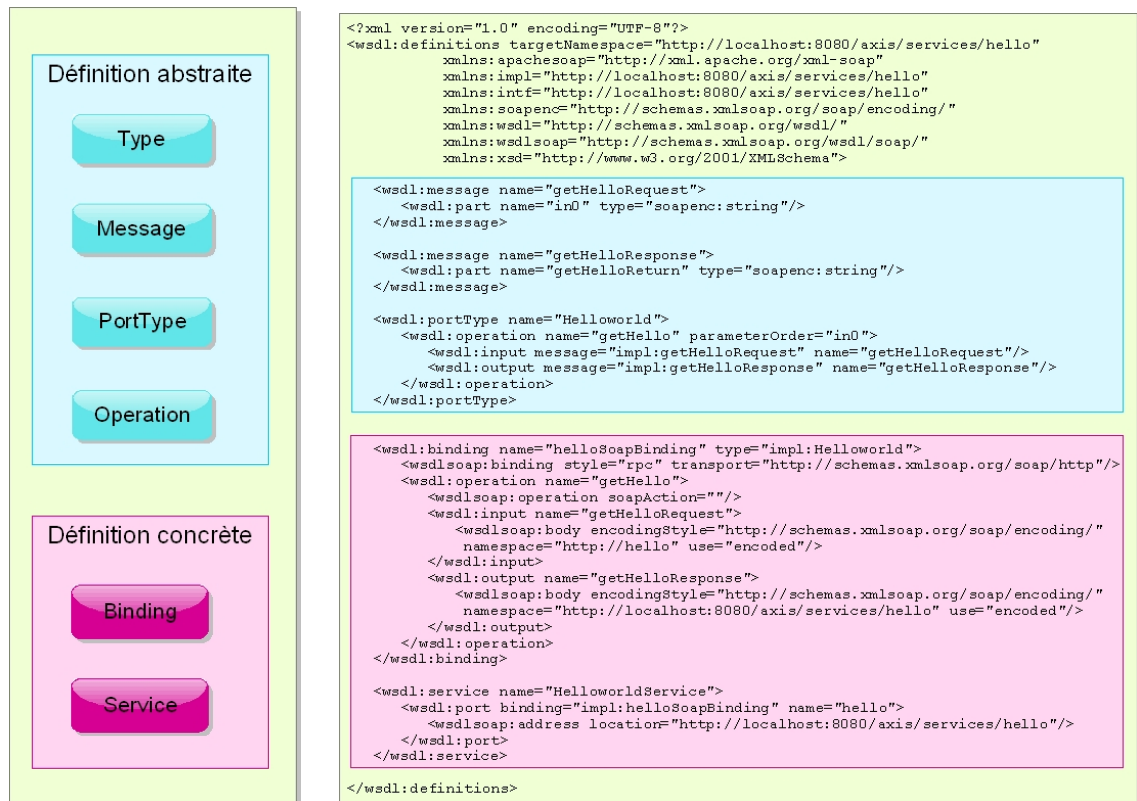 Définition abstraite
Type
Message
PortType
Operation
Définition concrète
Binding
Service
<?xml version="1.0" encoding="UTF-8"?>
<wsdl:definitions targetNamespace="http://localhost:8080/axis/services/hello"
xmlns:apachesoap="http://xml.apache.org/xml-soap"
xmlns:impl="http://localhost:8080/axis/services/hello"
xmlns:intf="http://localhost:8080/axis/services/hello"
xmlns:soapenc="http://schemas.xmlsoap.org/soap/encoding/"
xmlns:wsdl="http://schemas.xmlsoap.org/wsdl/"
xmlns:wsdlsoap="http://schemas.xmlsoap.org/wsdl/soap/"
xmlns:xsd="http://www.w3.org/2001/XMLSchema">
<wsdl:message name="getHelloRequest">
<wsdl:part name="in0" type="soapenc:string"/>
</wsdl:message>
<wsdl:message name="getHelloResponse">
<wsdl:part name="getHelloReturn" type="soapenc:string"/>
</wsdl:message>
<wsdl:portType name="Helloworld">
<wsdl:operation name="getHello" parameterOrder="in0">
<wsdl:input message="impl:getHelloRequest" name="getHelloRequest"/>
<wsdl:output message="impl:getHelloResponse" name="getHelloResponse"/>
</wsdl:operation>
</wsdl:portType>
<wsdl:binding name="helloSoapBinding" type="impl:Helloworld">
<wsdlsoap:binding style="rpc" transport="http://schemas.xmlsoap.org/soap/http"/>
<wsdl:operation name="getHello">
<wsdlsoap:operation soapAction=""/>
<wsdl:input name="getHelloRequest">
<wsdlsoap:body encodingStyle="http://schemas.xmlsoap.org/soap/encoding/"
namespace="http://hello" use="encoded"/>
</wsdl:input>
<wsdl:output name="getHelloResponse">
<wsdlsoap:body encodingStyle="http://schemas.xmlsoap.org/soap/encoding/"
namespace="http://localhost:8080/axis/services/hello" use="encoded"/>
</wsdl:output>
</wsdl:operation>
</wsdl:binding>
<wsdl:service name="HelloworldService">
<wsdl:port binding="impl:helloSoapBinding" name="hello">
<wsdlsoap:address location="http://localhost:8080/axis/services/hello"/>
</wsdl:port>
</wsdl:service>
</wsdl:definitions>